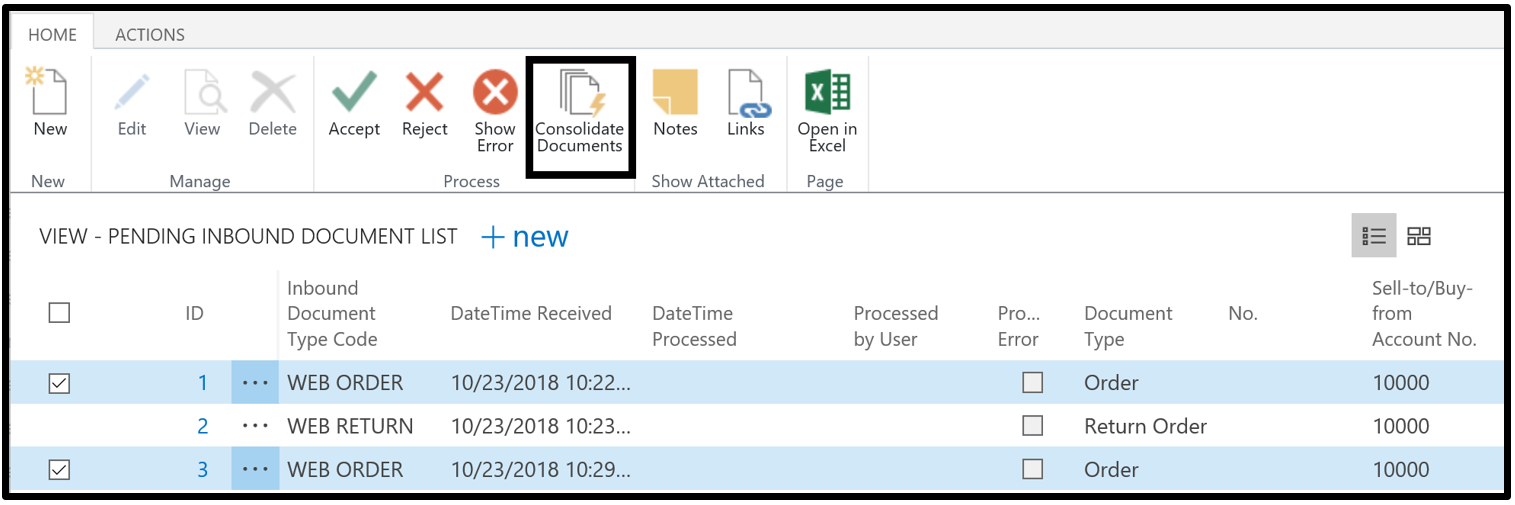 HOME ACTIONS
New Edit View Delete Accept Reject Show Error Consolidate Documents Notes Links Open in Excel
New Manage Process Show Attached Page
VIEW - PENDING INBOUND DOCUMENT LIST + new
ID Inbound Document Type Code DateTime Received DateTime Processed Processed by User Pro... Error Document Type No. Sell-to/Buy-from Account No.
1 ... WEB ORDER 10/23/2018 10:22... Order 10000
2 ... WEB RETURN 10/23/2018 10:23... Return Order 10000
3 ... WEB ORDER 10/23/2018 10:29... Order 10000